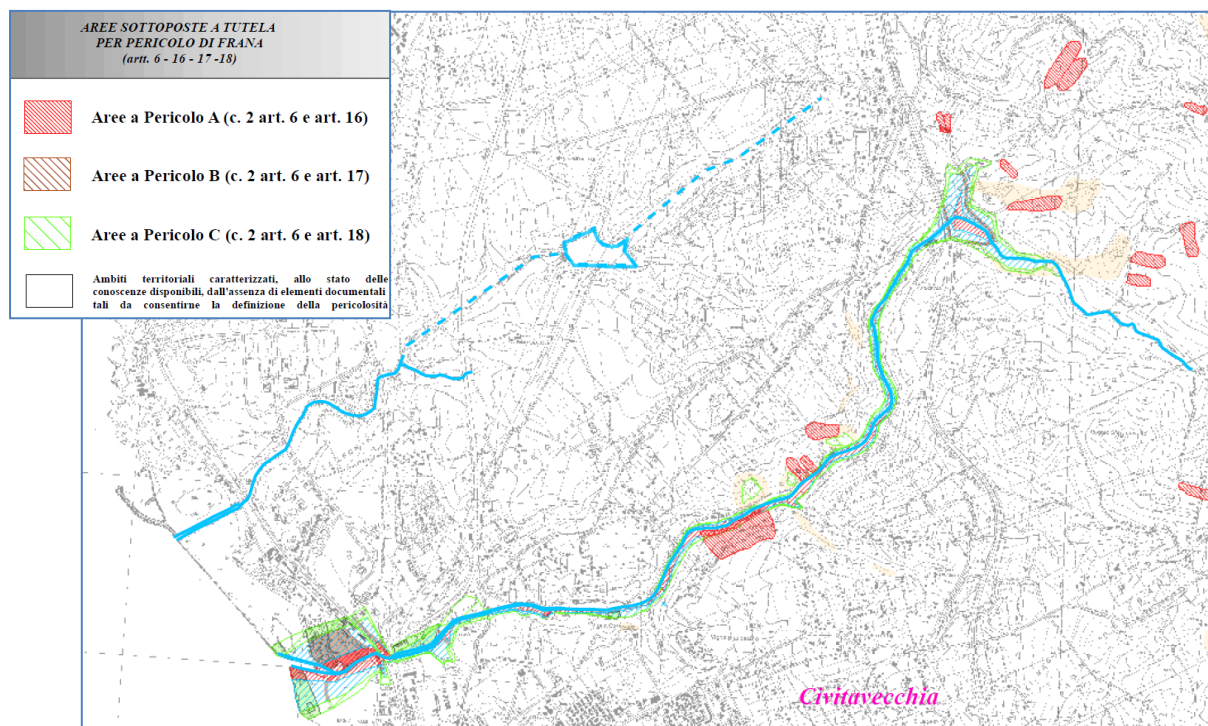 AREE SOTTOPOSTE A TUTELA
PER PERICOLO DI FRANA
(artt. 6 - 16 - 17 -18)
Aree a Pericolo A (c. 2 art. 6 e art. 16)
Aree a Pericolo B (c. 2 art. 6 e art. 17)
Aree a Pericolo C (c. 2 art. 6 e art. 18)
Ambiti territoriali caratterizzati, allo stato delle
conoscenze disponibili, dall'assenza di elementi documentali
tali da consentirne la definizione della pericolosità
Civitavecchia